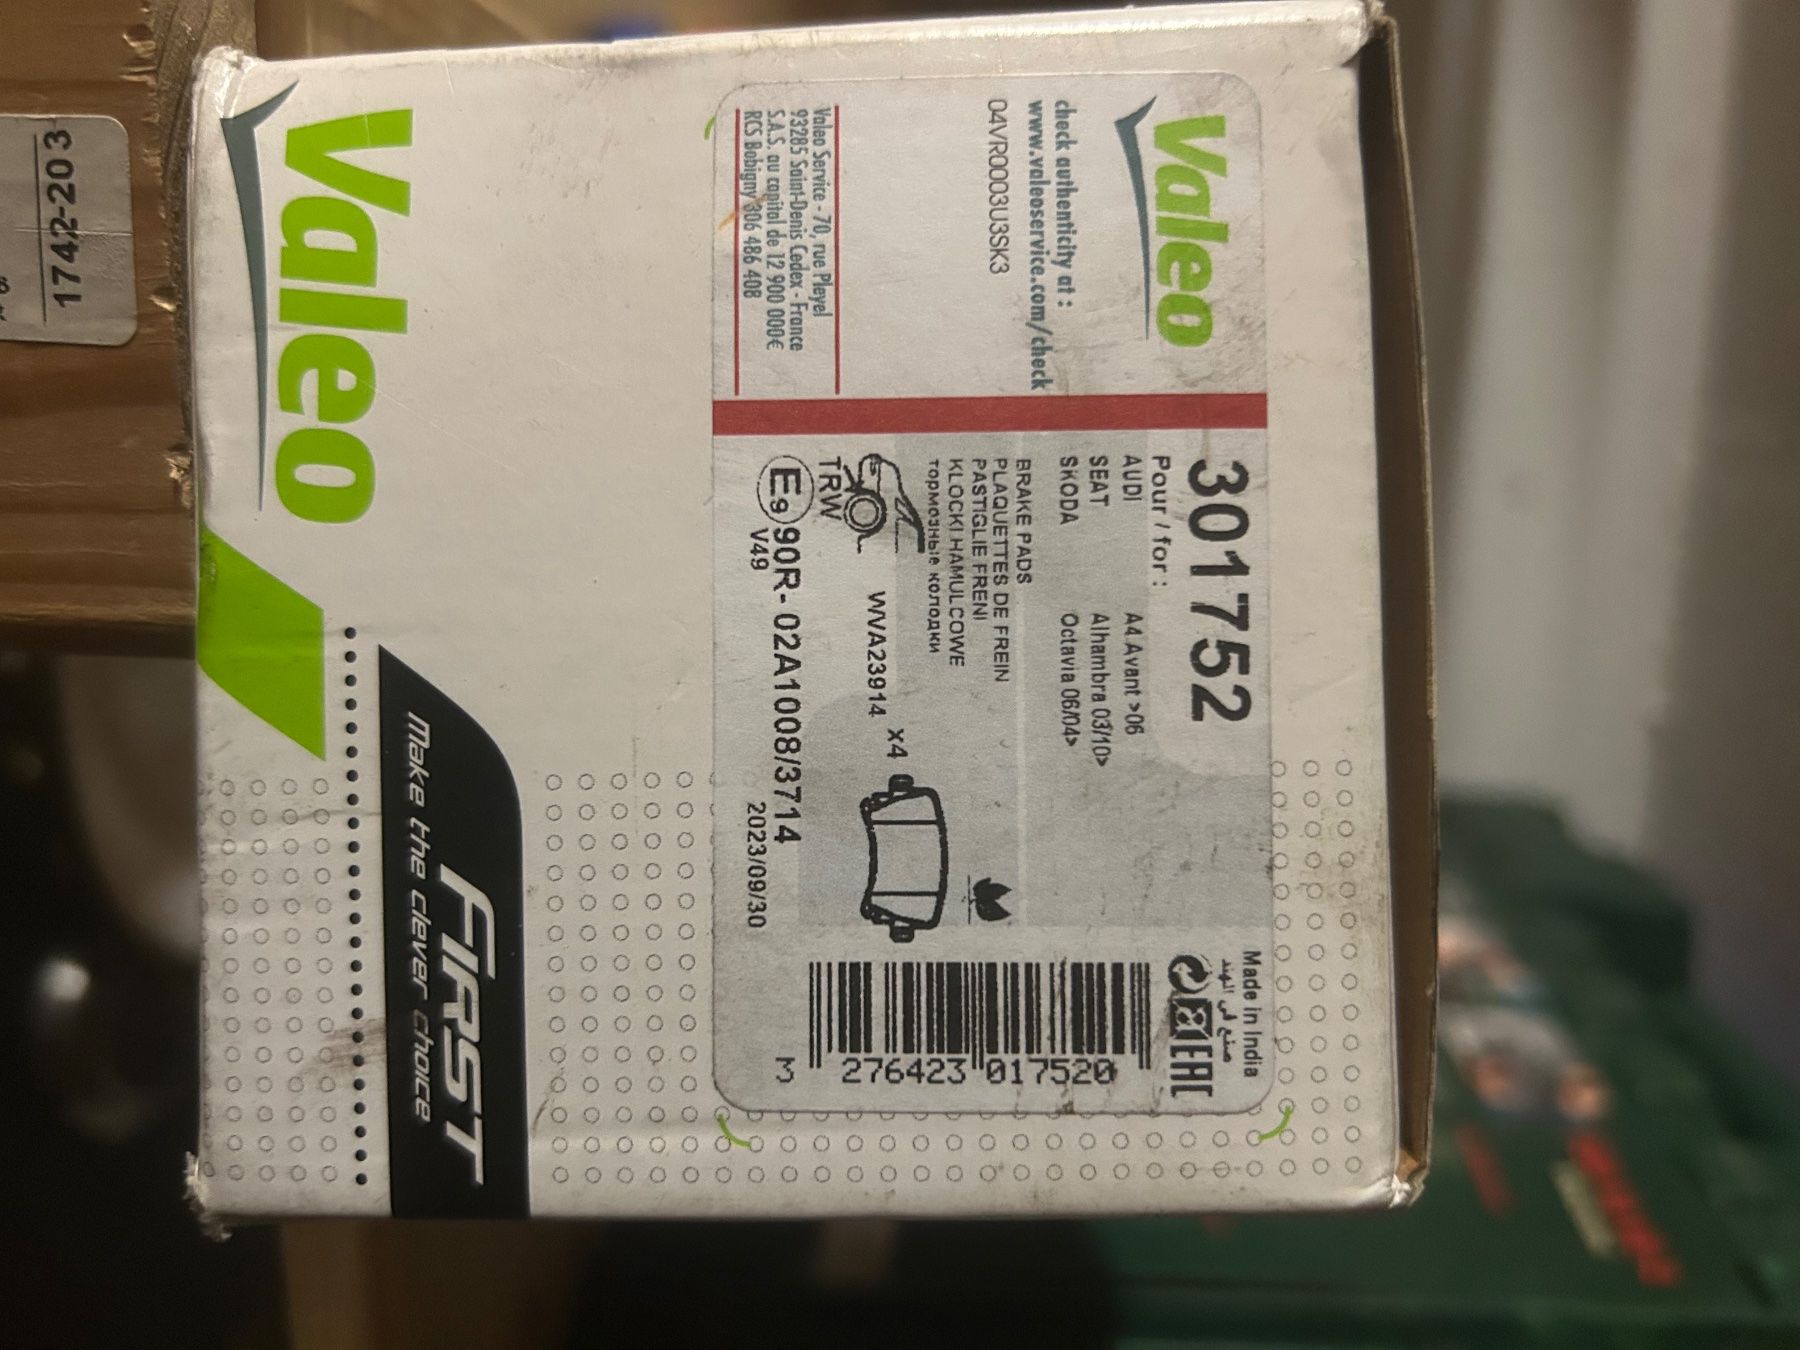 Valeo
check authenticity at :
www.valeoservice.com/check
04VR0003U3SK3
Valeo Service - 70, rue Pleyel
93285 Saint-Denis Cedex - France
S.A.S. au capital de 12 900 000€
RCS Bobigny 306 486 408
301752
Pour / for :
AUDI A4 Avant >06
SEAT Alhambra 03/10>
SKODA Octavia 06/04>
BRAKE PADS
PLAQUETTES DE FREIN
PASTIGLIE FRENI
KLOCKI HAMULCOWE
тормозные колодки
WVA23914 x4
TRW
E9 90R-02A1008/3714
V49 2023/09/30
Made in India
صنع في الهند
EAC
3 276423 017520
Valeo
FIRST
Make the clever choice
1742-203